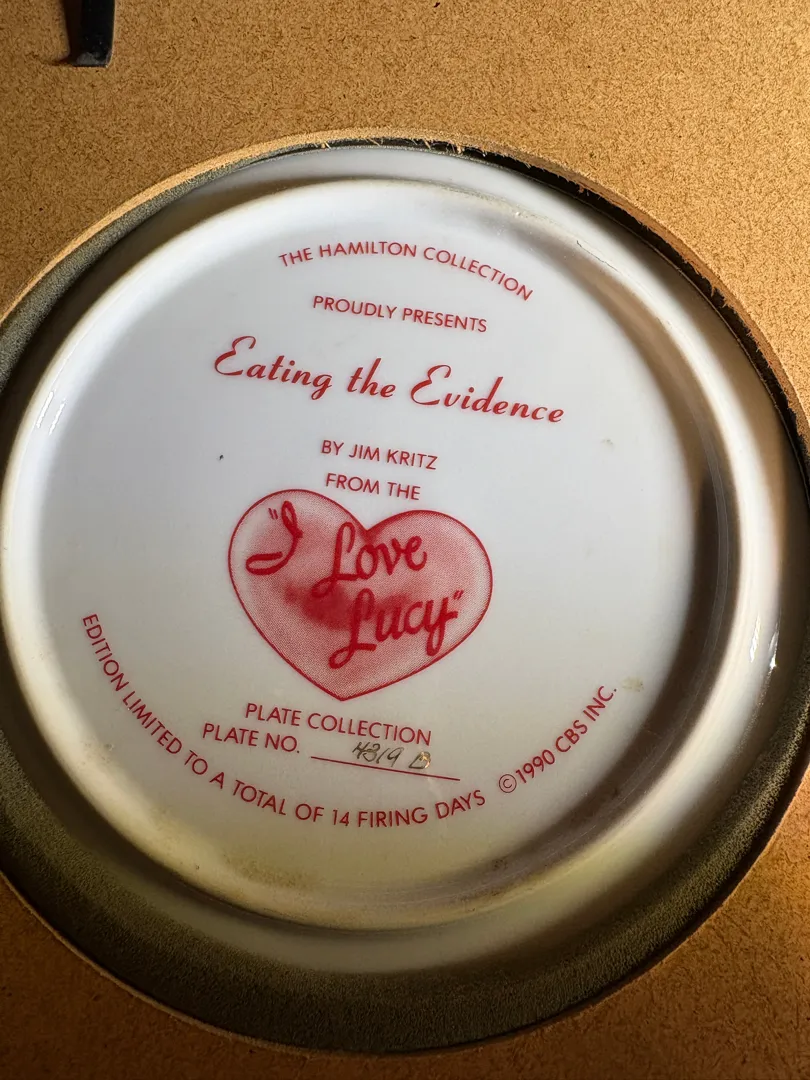 THE HAMILTON COLLECTION
PROUDLY PRESENTS
Eating the Evidence
BY JIM KRITZ
FROM THE
"I Love
Lucy"
PLATE COLLECTION
PLATE NO. 4319 B
EDITION LIMITED TO A TOTAL OF 14 FIRING DAYS ©1990 CBS INC.